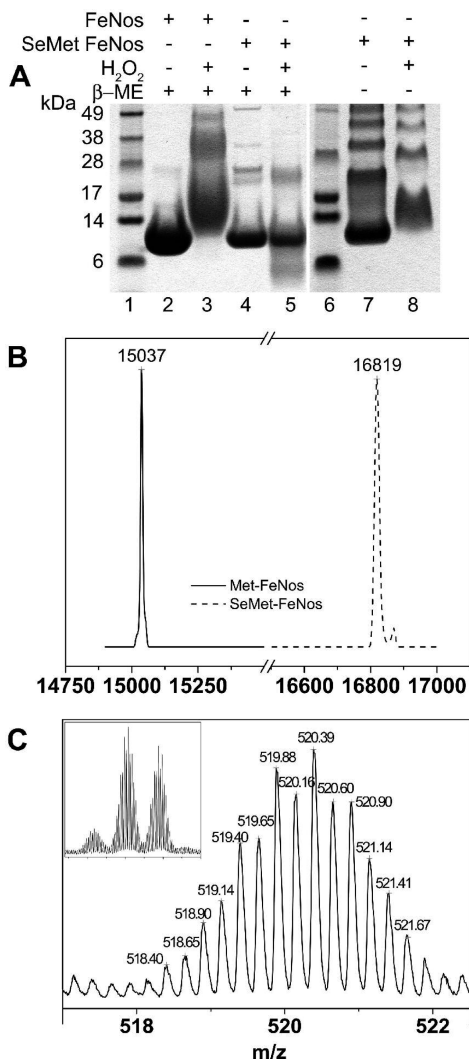 FeNos + + - -
SeMet FeNos - - + + + +
H2O2 - + - + - +
β-ME + + + + - -
A
kDa
49
38
28
17
14
6
1 2 3 4 5 6 7 8
B
15037
16819
Met-FeNos
SeMet-FeNos
14750 15000 15250 16600 16800 17000
C
520.39
519.88
520.16
520.60
520.90
519.65
519.40
521.14
519.14
521.41
518.90
521.67
518.65
518.40
518 520 522
m/z